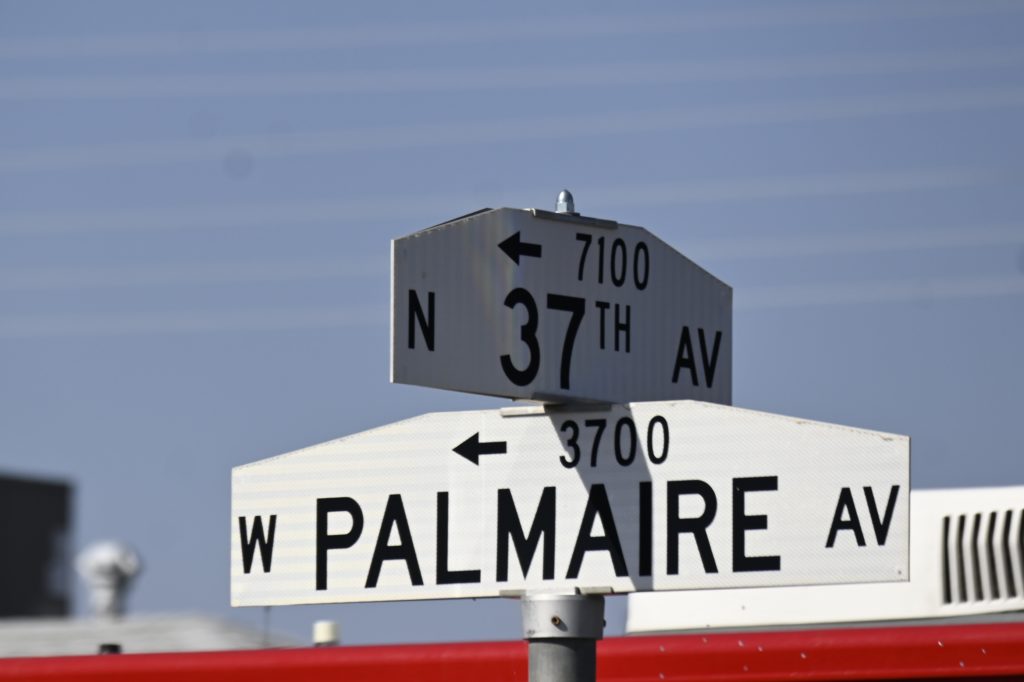 ← 7100
N 37TH AV
← 3700
W PALMAIRE AV